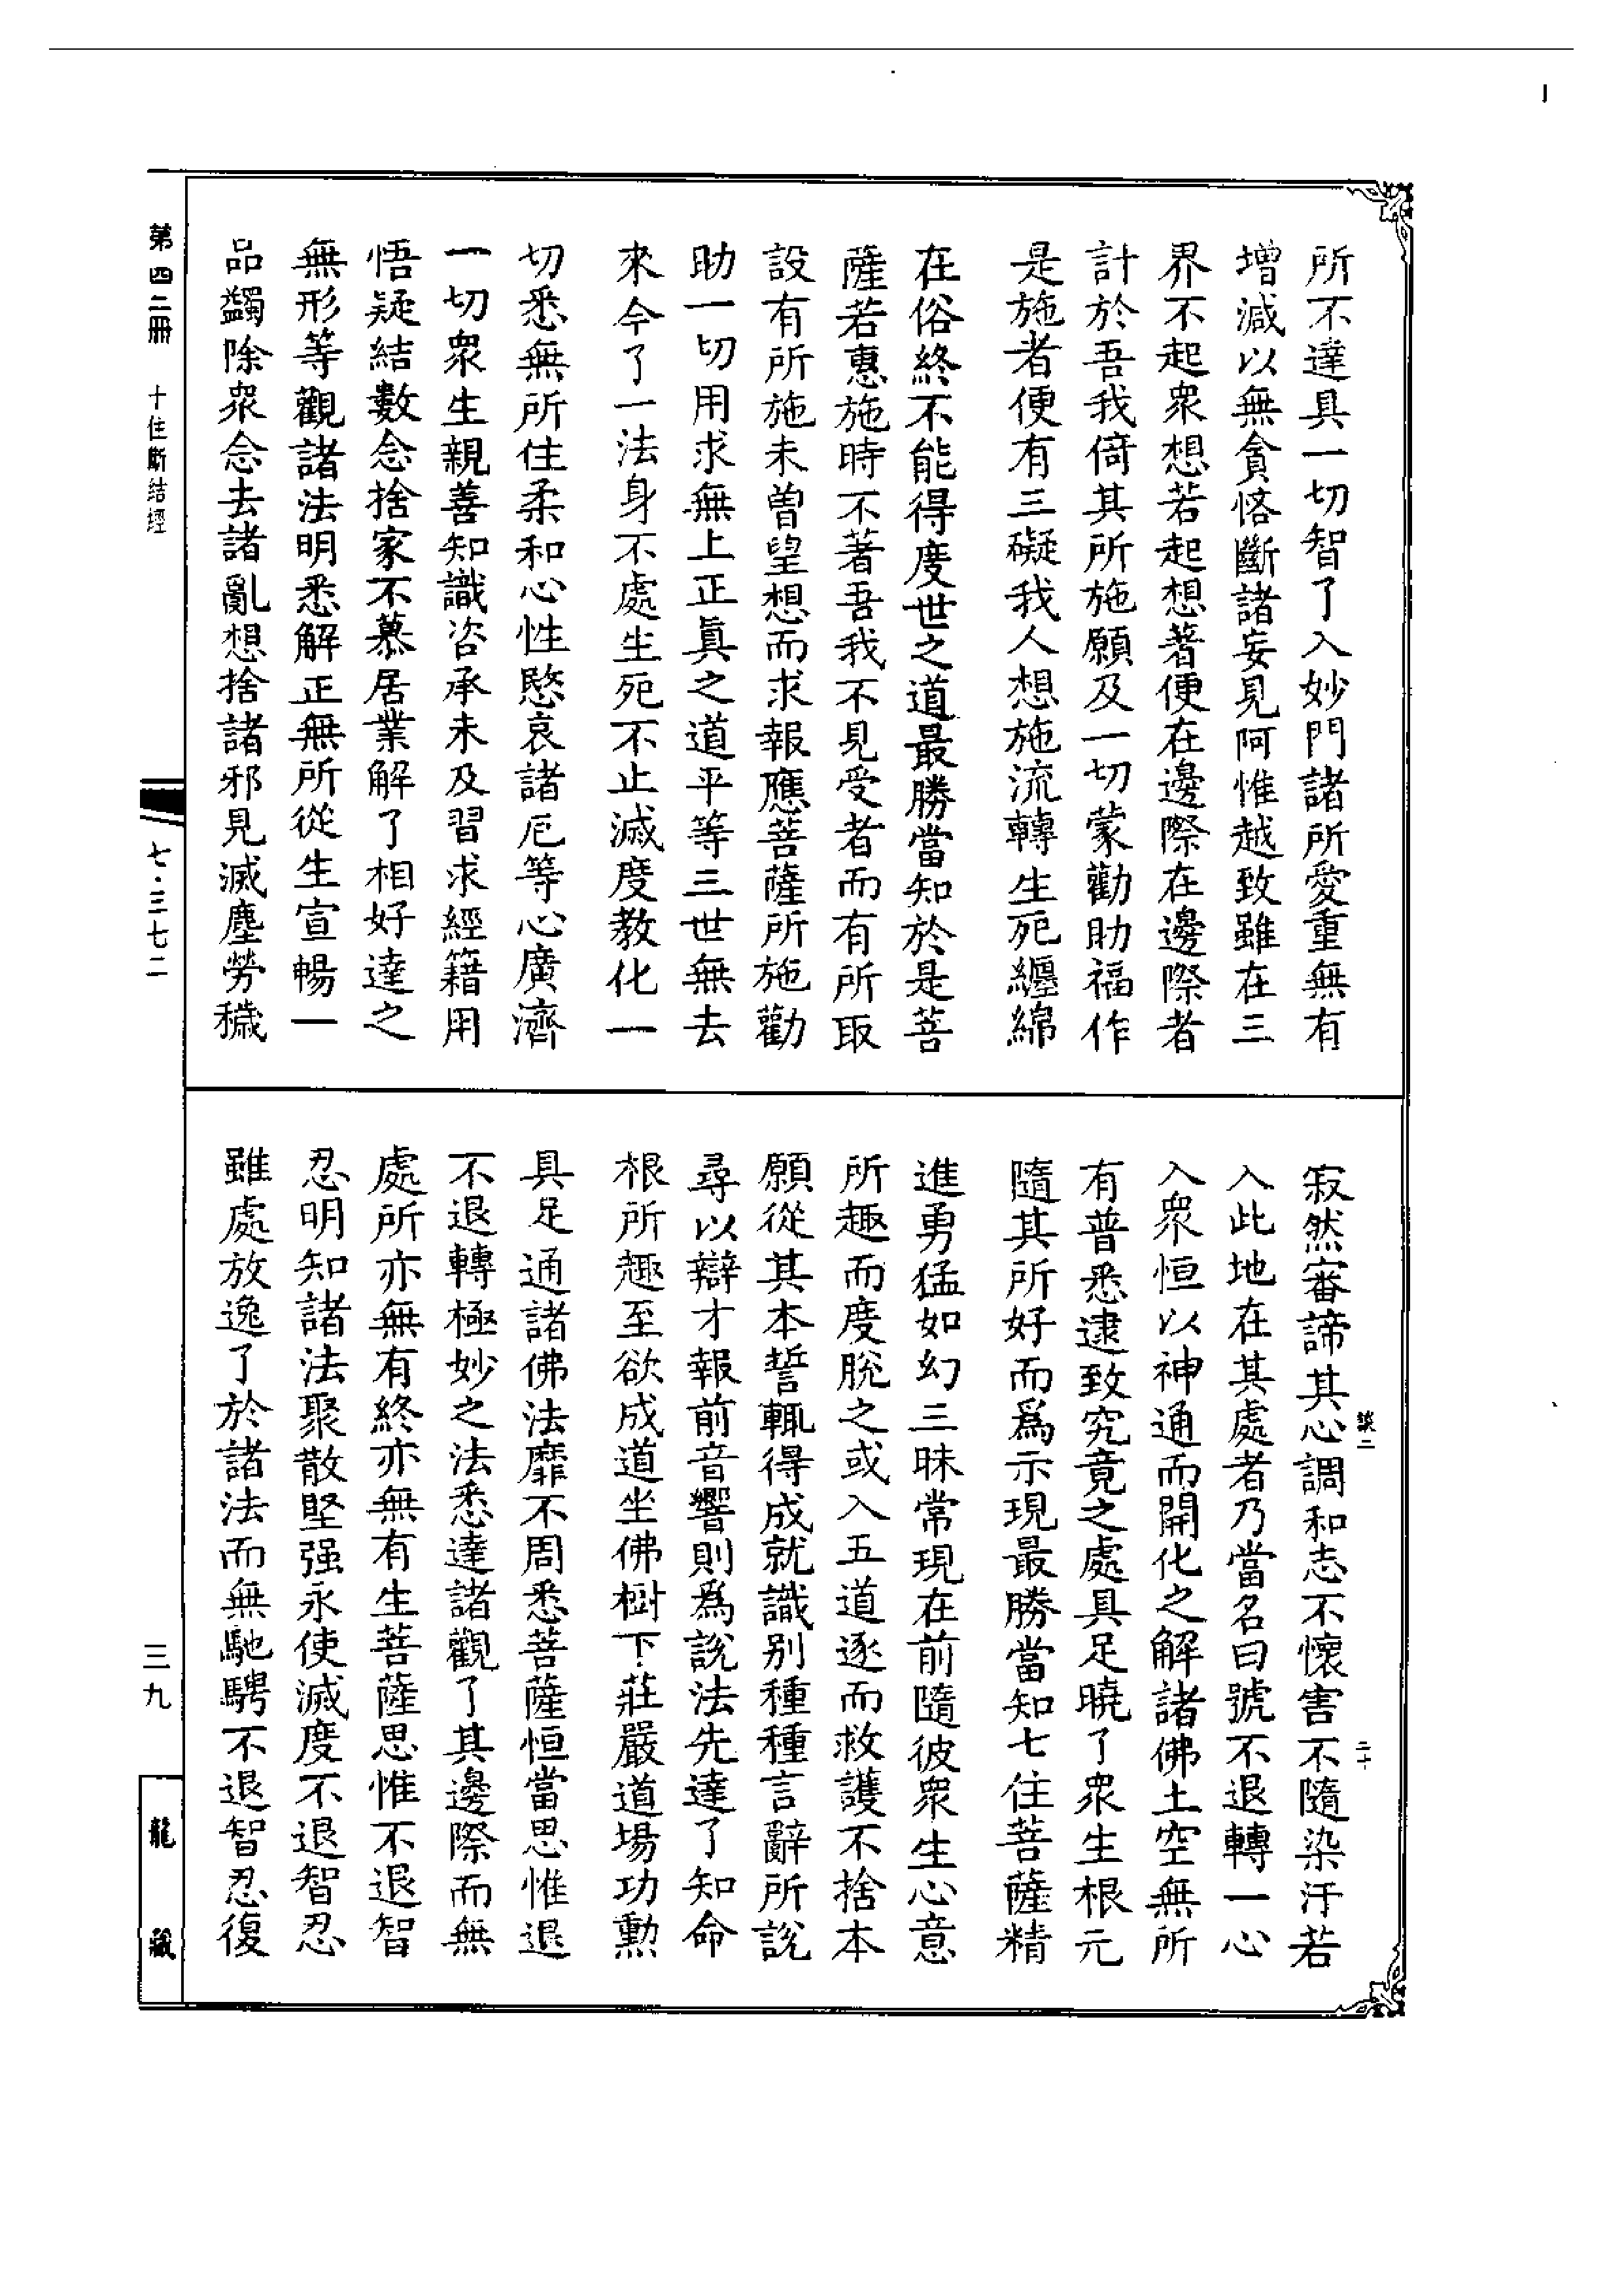 所不達具一切智了入妙門諸所愛重無有
增減以無貪悋斷諸妄見阿惟越致雖在三
界不起衆想若起想著便在邊際在邊際者
計於吾我倚其所施願及一切蒙勸助福作
是施者便有三礙我人想施流轉生死纏綿
在俗終不能得度世之道最勝當知於是菩
薩若惠施時不著吾我不見受者而有所取
設有所施未曾望想而求報應菩薩所施勸
助一切用求無上正眞之道平等三世無去
來今了一法身不處生死不止滅度教化一
切悉無所住柔和心性愍哀諸厄等心廣濟
一切衆生親善知識咨承未及習求經籍用
悟疑結數念捨家不慕居業解了相好達之
無形等觀諸法明悉解正無所從生宣暢一
品蠲除衆念去諸亂想捨諸邪見滅塵勞穢
寂然審諦其心調和志不懷害不隨染汙若
入此地在其處者乃當名曰號不退轉一心
入衆恒以神通而開化之解諸佛土空無所
有普悉逮致究竟之處具足曉了衆生根元
隨其所好而爲示現最勝當知七住菩薩精
進勇猛如幻三昧常現在前隨彼衆生心意
所趣而度脫之或入五道逐而救護不捨本
願從其本誓輒得成就識別種種言辭所說
尋以辯才報前音響則爲說法先達了知命
根所趣至欲成道坐佛樹下莊嚴道場功勳
具足通諸佛法靡不周悉菩薩恒當思惟退
不退轉極妙之法悉達諸觀了其邊際而無
處所亦無有終亦無有生菩薩思惟不退智
忍明知諸法聚散堅强永使滅度不退智忍
雖處放逸了於諸法而無馳騁不退智忍復
第四二冊 十住斷結經
七·三七二
三九
龍藏
二十